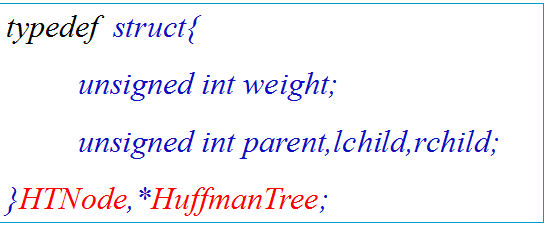 typedef struct{
unsigned int weight;
unsigned int parent,lchild,rchild;
}HTNode,*HuffmanTree;